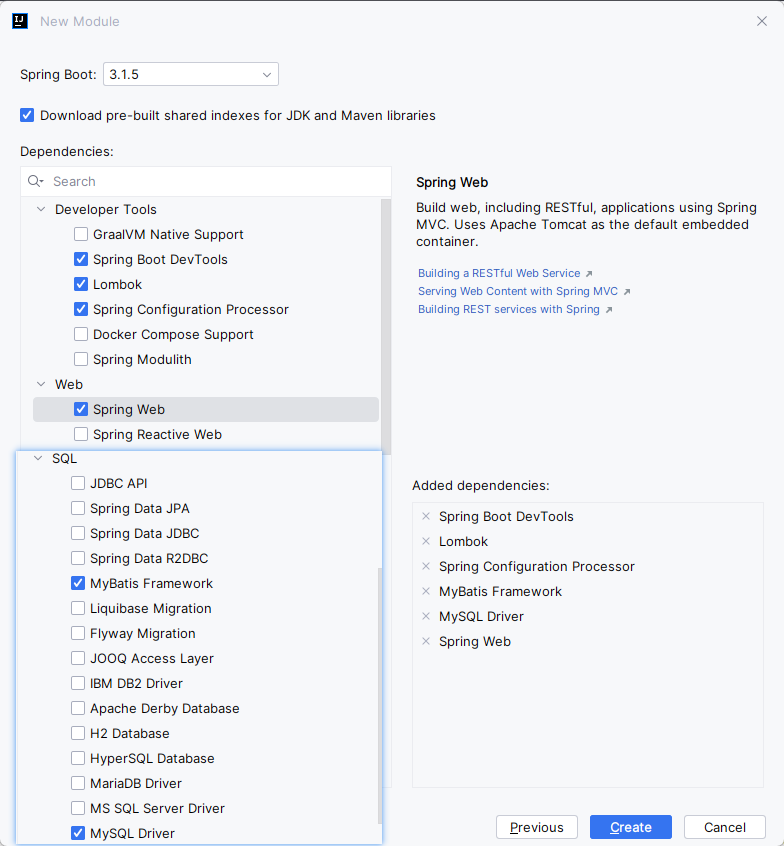 IJ
New Module
Spring Boot: 3.1.5
Download pre-built shared indexes for JDK and Maven libraries
Dependencies:
Search
Developer Tools
GraalVM Native Support
Spring Boot DevTools
Lombok
Spring Configuration Processor
Docker Compose Support
Spring Modulith
Web
Spring Web
Spring Reactive Web
SQL
JDBC API
Spring Data JPA
Spring Data JDBC
Spring Data R2DBC
MyBatis Framework
Liquibase Migration
Flyway Migration
JOOQ Access Layer
IBM DB2 Driver
Apache Derby Database
H2 Database
HyperSQL Database
MariaDB Driver
MS SQL Server Driver
MySQL Driver
Spring Web
Build web, including RESTful, applications using Spring
MVC. Uses Apache Tomcat as the default embedded
container.
Building a RESTful Web Service
Serving Web Content with Spring MVC
Building REST services with Spring
Added dependencies:
Spring Boot DevTools
Lombok
Spring Configuration Processor
MyBatis Framework
MySQL Driver
Spring Web
Previous
Create
Cancel